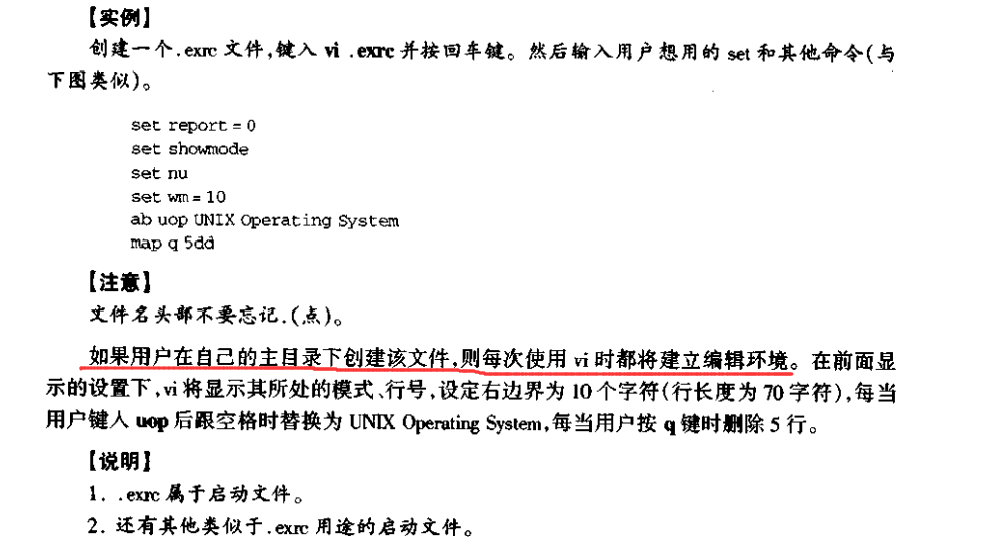 【实例】
创建一个.exrc 文件,键入 vi .exrc 并按回车键。然后输入用户想用的 set 和其他命令(与
下图类似)。
set report = 0
set showmode
set nu
set wm = 10
ab uop UNIX Operating System
map q 5dd
【注意】
文件名头部不要忘记.(点)。
如果用户在自己的主目录下创建该文件,则每次使用 vi 时都将建立编辑环境。在前面显
示的设置下,vi 将显示其所处的模式、行号,设定右边界为 10 个字符(行长度为 70 字符),每当
用户键入 uop 后跟空格时替换为 UNIX Operating System,每当用户按 q 键时删除 5 行。
【说明】
1. .exrc 属于启动文件。
2. 还有其他类似于.exrc 用途的启动文件。